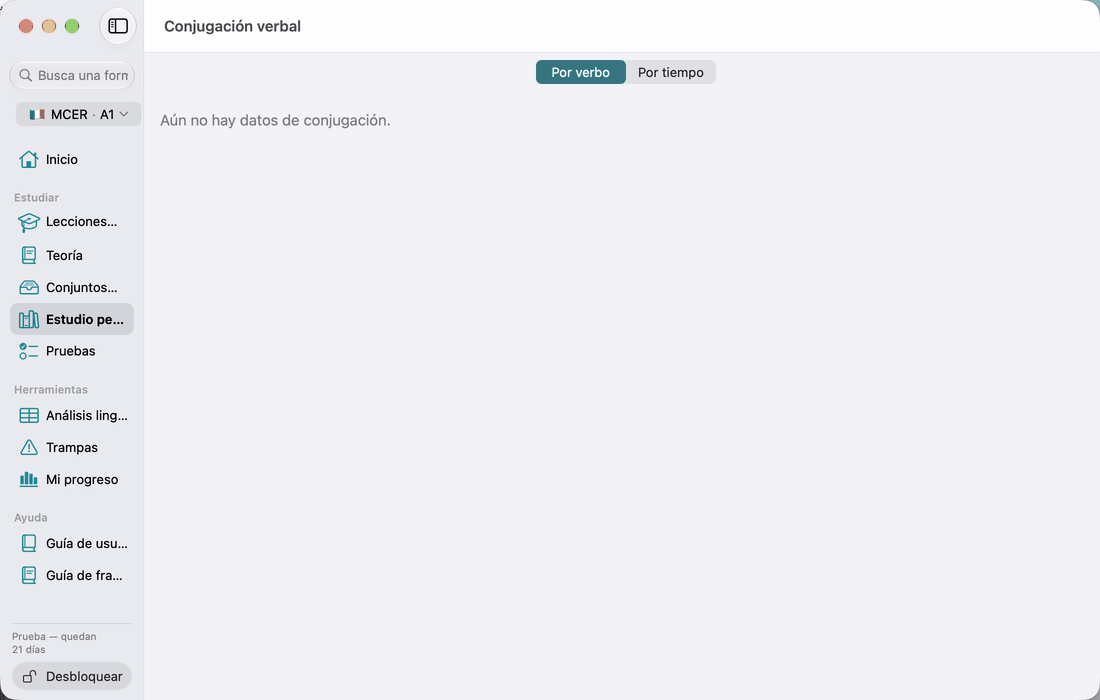 Conjugación verbal
Busca una forn
MCER · A1
Inicio
Estudiar
Lecciones...
Teoría
Conjuntos...
Estudio pe...
Pruebas
Herramientas
Análisis ling...
Trampas
Mi progreso
Ayuda
Guía de usu...
Guía de fra...
Prueba — quedan
21 días
Desbloquear
Por verbo
Por tiempo
Aún no hay datos de conjugación.